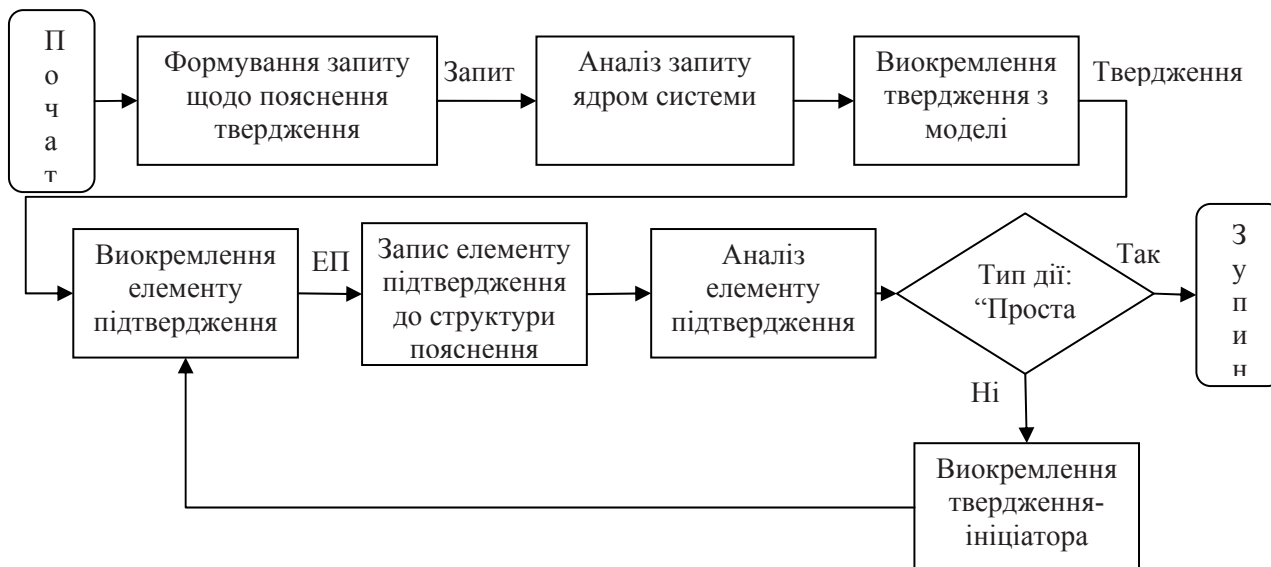 П
о
ч
а
т
Формування запиту
щодо пояснення
твердження
Запит
Аналіз запиту
ядром системи
Виокремлення
твердження з
моделі
Твердження
Виокремлення
елементу
підтвердження
ЕП
Запис елементу
підтвердження
до структури
пояснення
Аналіз
елементу
підтвердження
Тип дії:
“Проста
Так
З
у
п
и
н
Ні
Виокремлення
твердження-
ініціатора